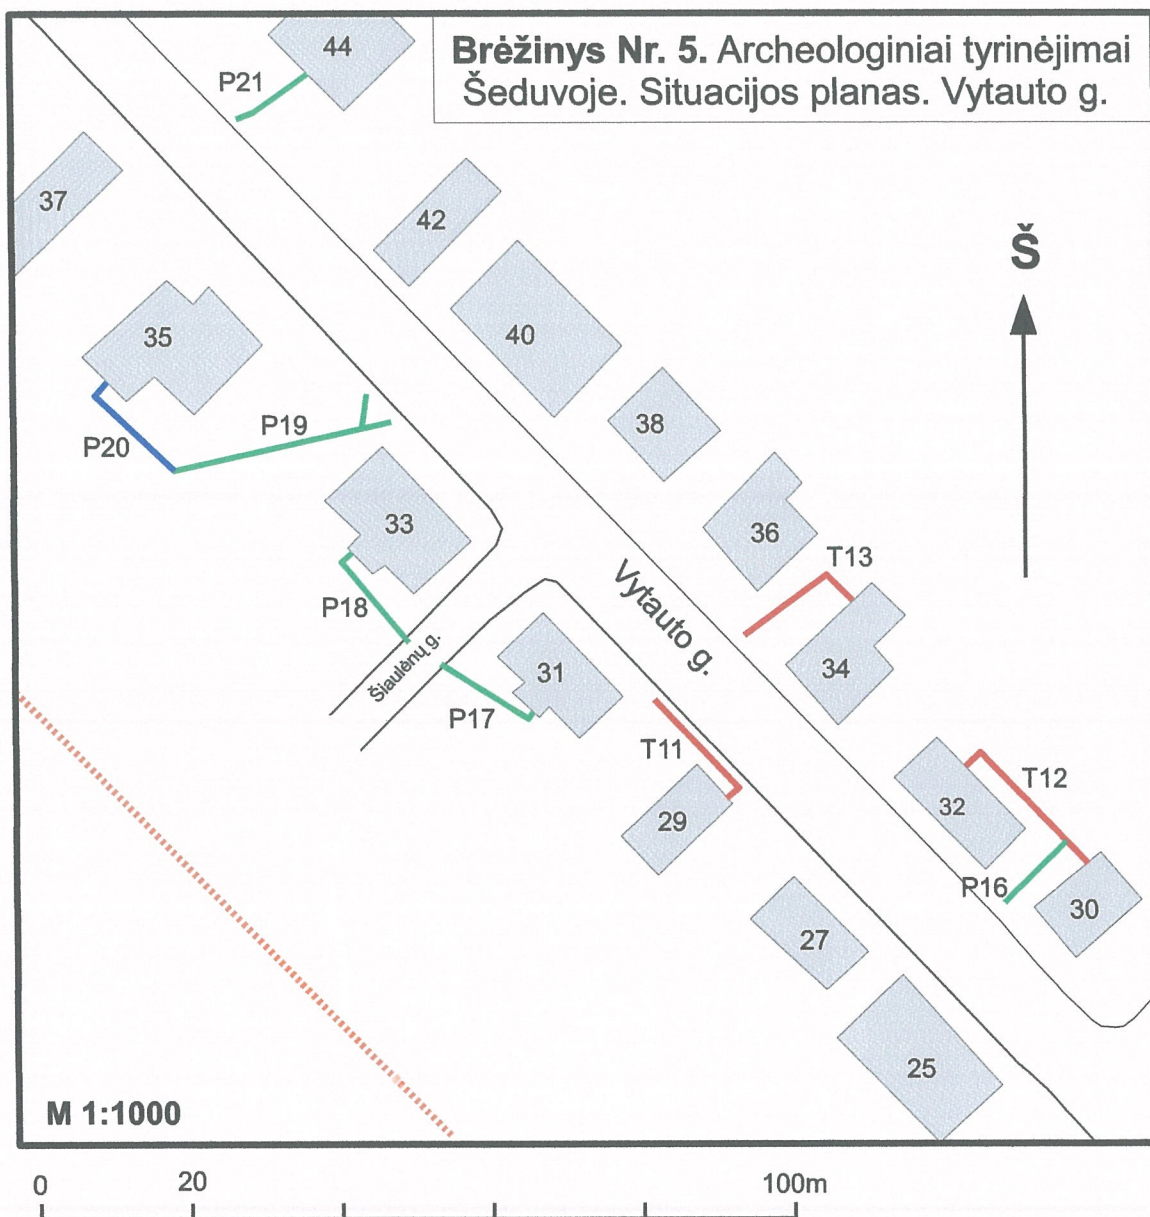 Brėžinys Nr. 5. Archeologiniai tyrinėjimai
Šeduvoje. Situacijos planas. Vytauto g.
44
P21
37
42
Š
35
40
P19
38
P20
33
36
T13
Vytauto g.
P18
Šiaulėnų g.
31
34
P17
T11
T12
32
29
P16
30
27
25
M 1:1000
0
20
100m